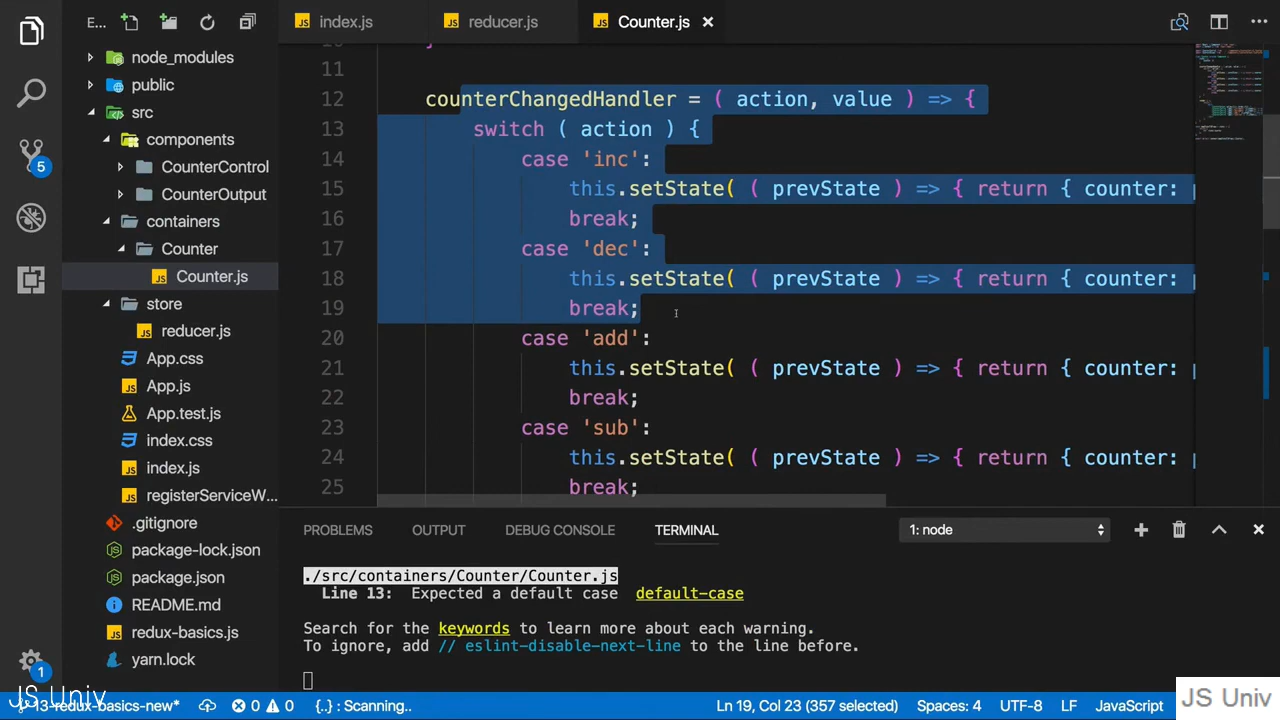 E...
index.js
reducer.js
Counter.js
node_modules
public
src
components
CounterControl
CounterOutput
containers
Counter
Counter.js
store
reducer.js
App.css
App.js
App.test.js
index.css
index.js
registerServiceW...
.gitignore
package-lock.json
package.json
README.md
redux-basics.js
yarn.lock
5
1
11
12 counterChangedHandler = ( action, value ) => {
13 switch ( action ) {
14 case 'inc':
15 this.setState( ( prevState ) => { return { counter:
16 break;
17 case 'dec':
18 this.setState( ( prevState ) => { return { counter:
19 break;
20 case 'add':
21 this.setState( ( prevState ) => { return { counter:
22 break;
23 case 'sub':
24 this.setState( ( prevState ) => { return { counter:
25 break;
PROBLEMS OUTPUT DEBUG CONSOLE TERMINAL 1: node
./src/containers/Counter/Counter.js
Line 13: Expected a default case default-case
Search for the keywords to learn more about each warning.
To ignore, add // eslint-disable-next-line to the line before.
JS Univ
13-redux-basics-new* 0 0 {..} : Scanning.. Ln 19, Col 23 (357 selected) Spaces: 4 UTF-8 LF JavaScript
JS Univ